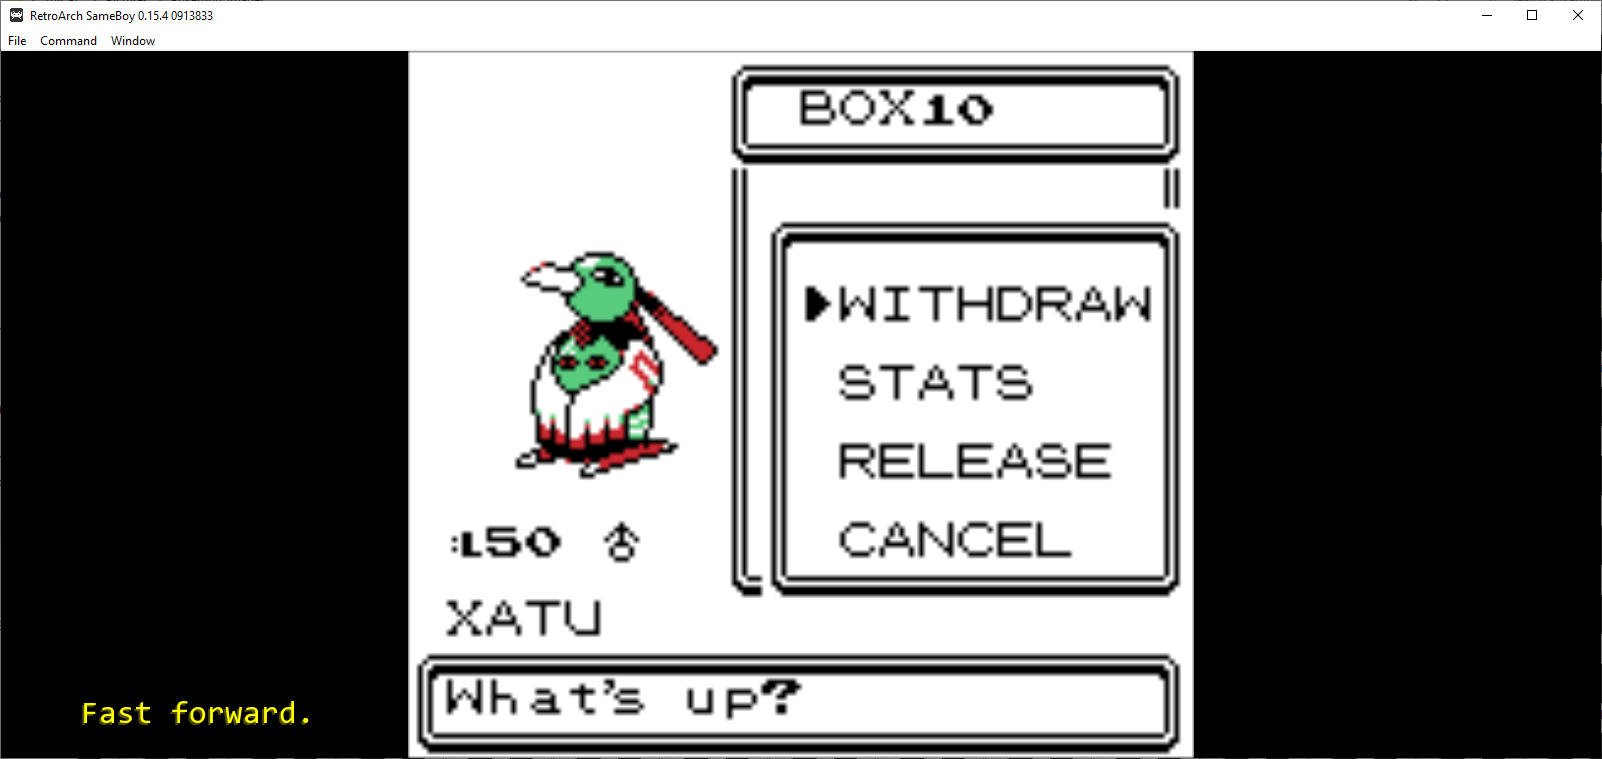 RetroArch SameBoy 0.15.4 0913833
File Command Window
BOX10
WITHDRAW
STATS
RELEASE
CANCEL
:L50 ♂
XATU
What's up?
Fast forward.